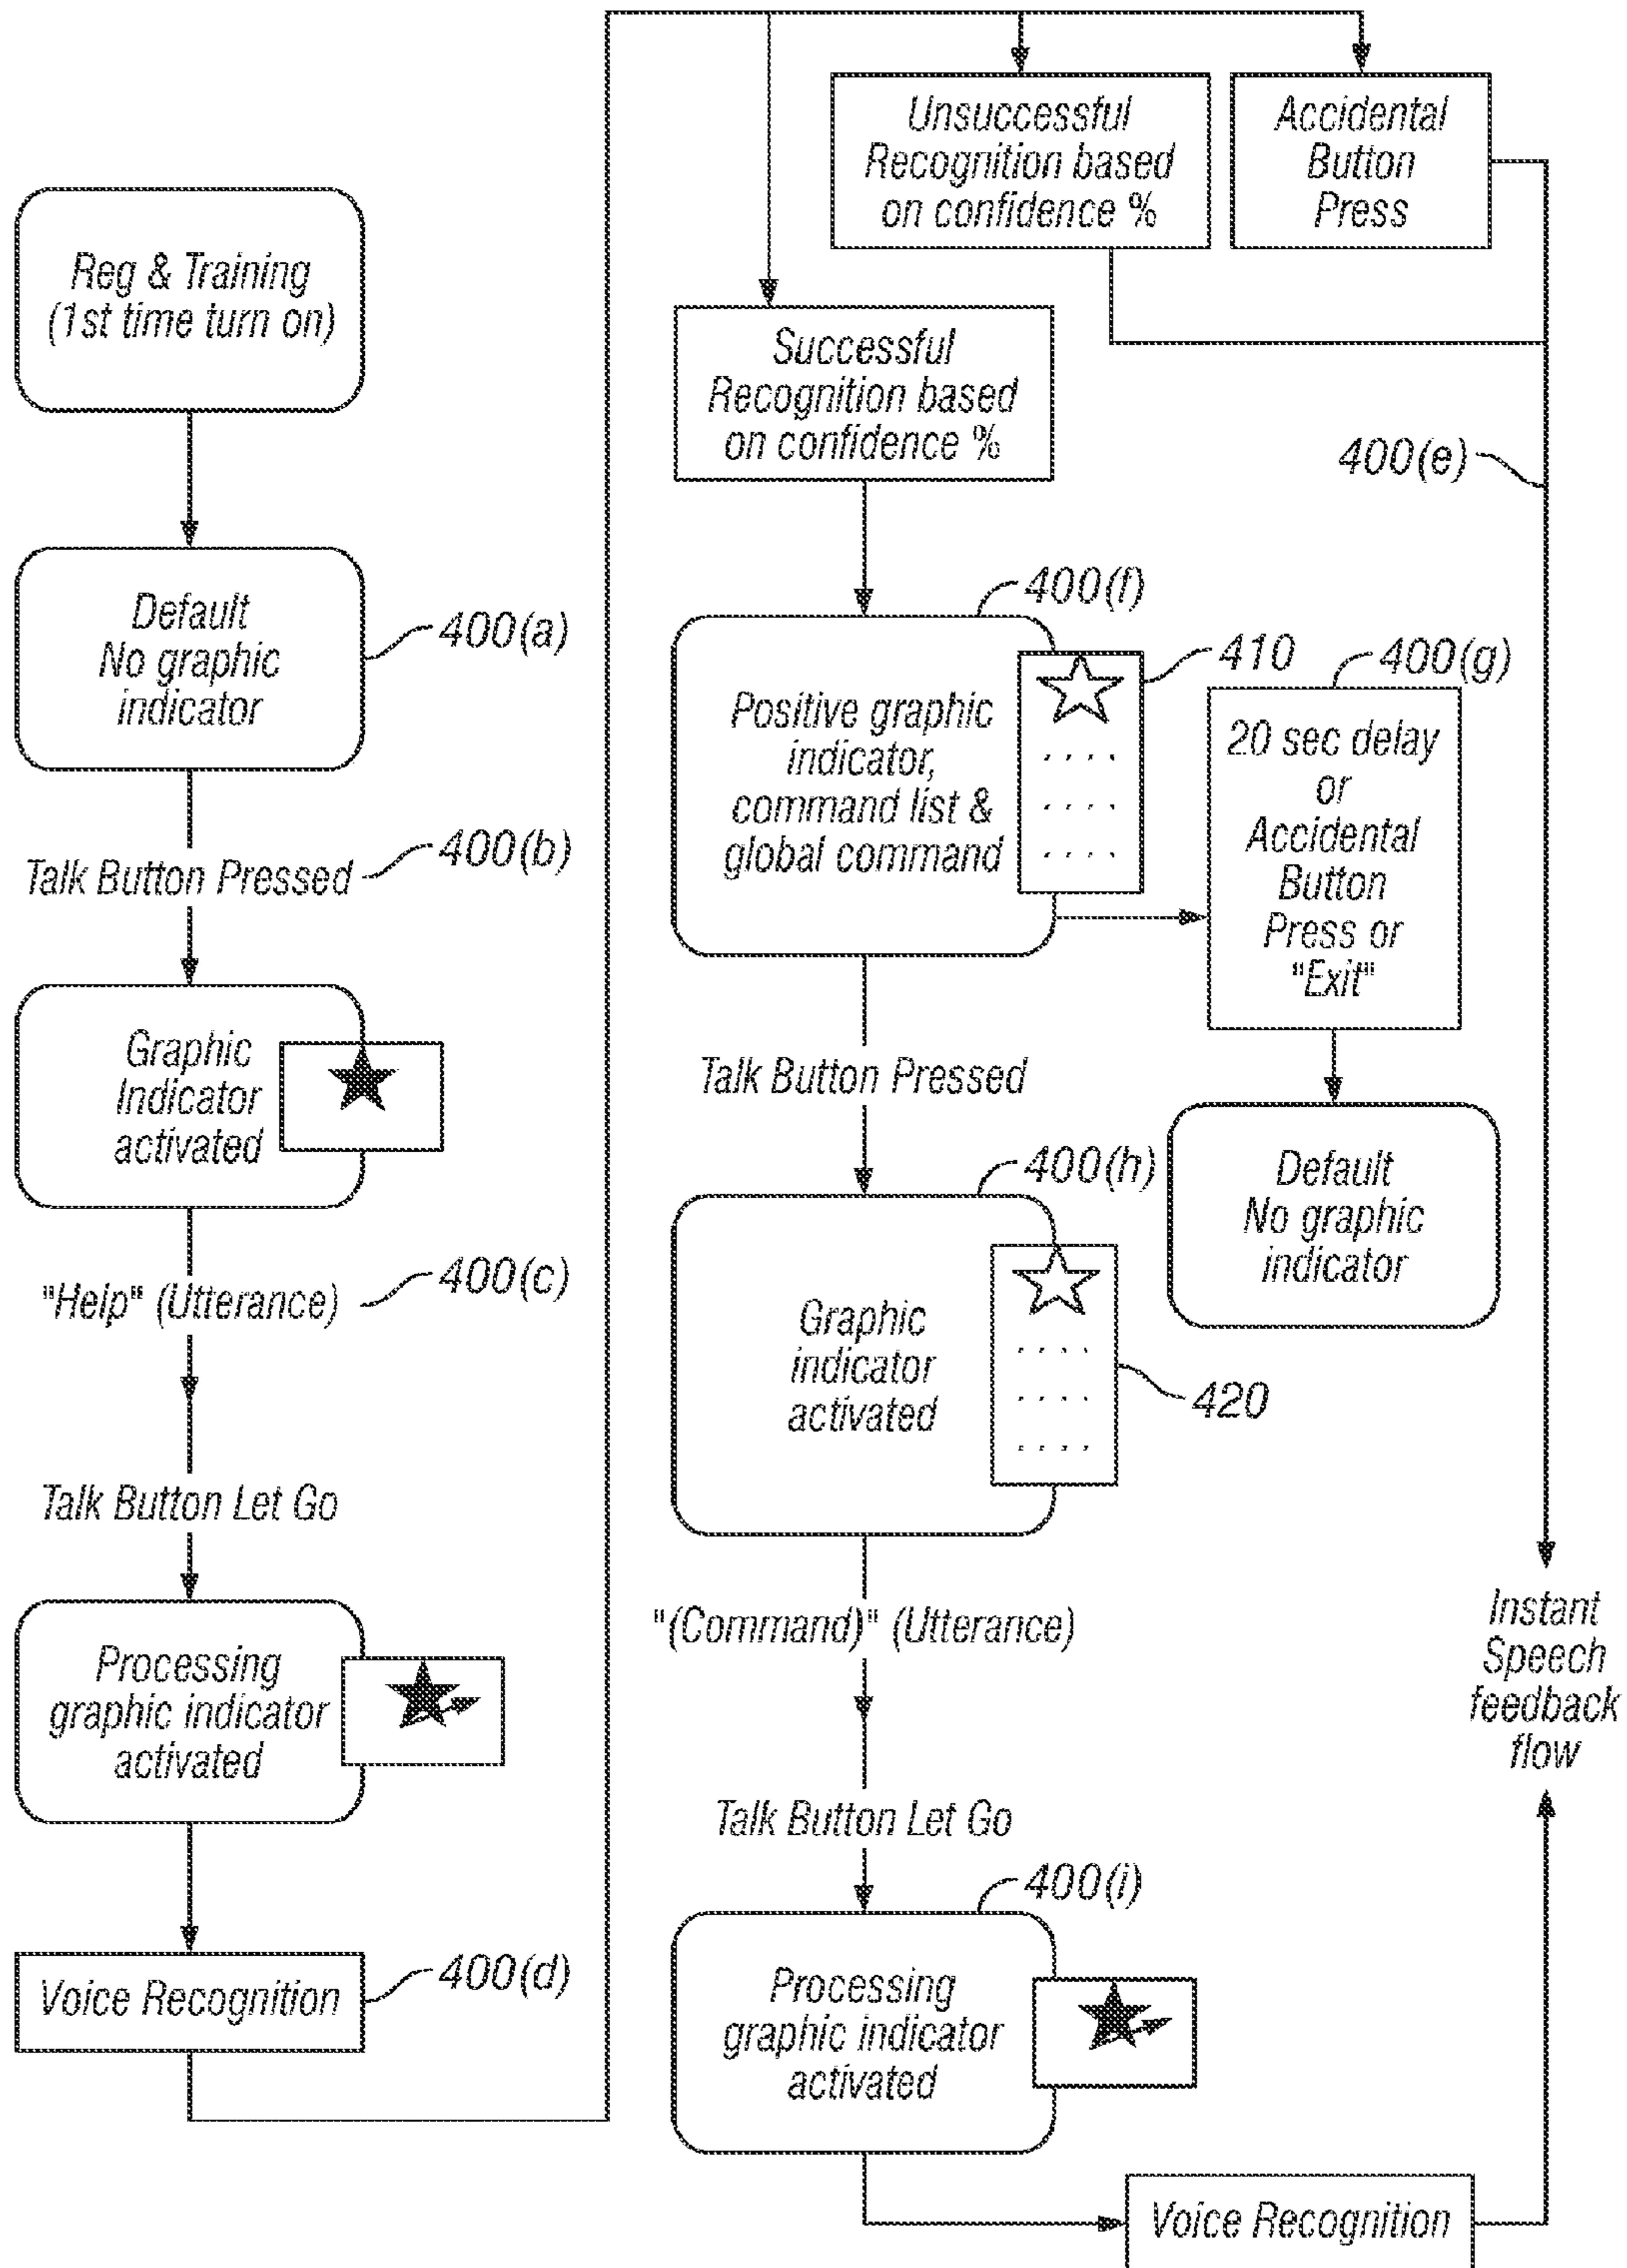 Reg & Training
(1st time turn on)
Default
No graphic
indicator
400(a)
Talk Button Pressed
400(b)
Graphic
Indicator
activated
"Help" (Utterance)
400(c)
Talk Button Let Go
Processing
graphic indicator
activated
Voice Recognition
400(d)
Unsuccessful
Recognition based
on confidence %
Accidental
Button
Press
Successful
Recognition based
on confidence %
400(e)
400(f)
Positive graphic
indicator,
command list &
global command
410
400(g)
20 sec delay
or
Accidental
Button
Press or
"Exit"
Default
No graphic
indicator
Talk Button Pressed
400(h)
Graphic
indicator
activated
420
"(Command)" (Utterance)
Talk Button Let Go
400(i)
Processing
graphic indicator
activated
Voice Recognition
Instant
Speech
feedback
flow